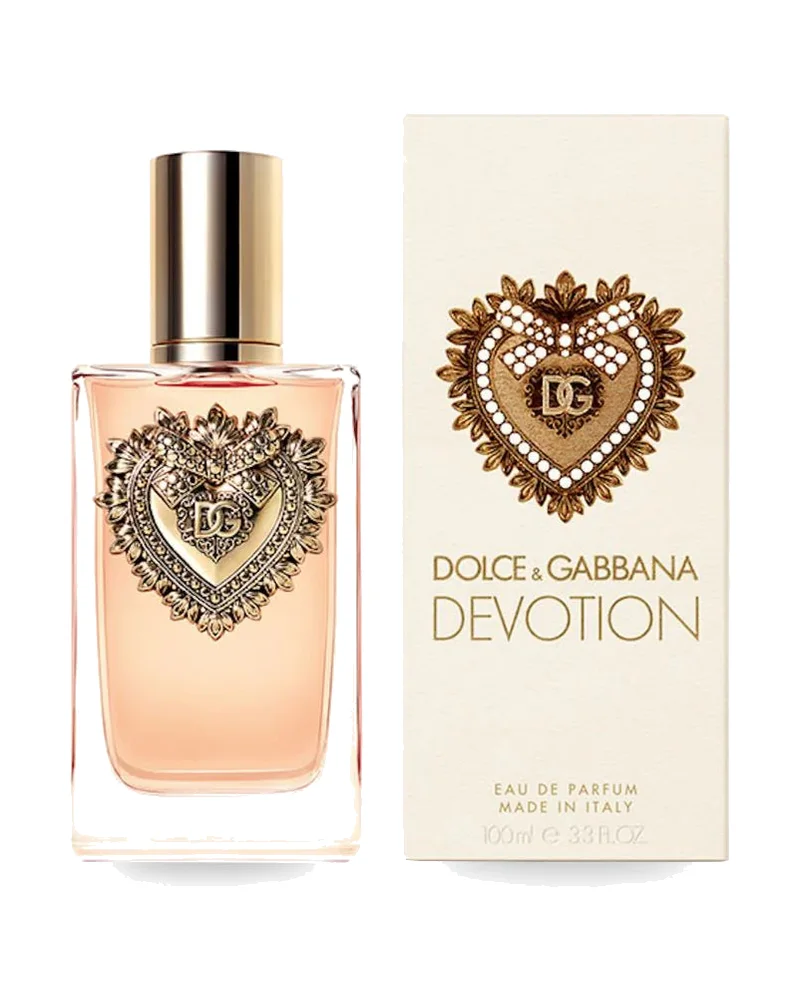 DG
DG
DOLCE & GABBANA
DEVOTION
EAU DE PARFUM
MADE IN ITALY
100ml e 3.3 FL.OZ.